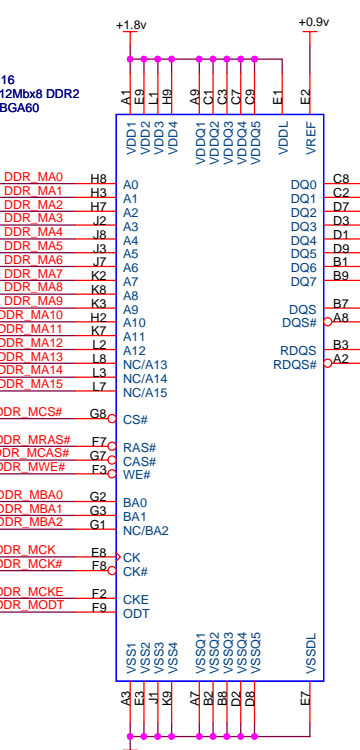 +1.8v +0.9v
16
12Mbx8 DDR2
BGA60
A1 E9 L1 H9 A9 C1 C3 C7 C9 E1 E2
VDD1 VDD2 VDD3 VDD4 VDDQ1 VDDQ2 VDDQ3 VDDQ4 VDDQ5 VDDL VREF
DDR_MA0 H8 A0 DQ0 C8
DDR_MA1 H3 A1 DQ1 C2
DDR_MA2 H7 A2 DQ2 D7
DDR_MA3 J2 A3 DQ3 D3
DDR_MA4 J8 A4 DQ4 D1
DDR_MA5 J3 A5 DQ5 D9
DDR_MA6 J7 A6 DQ6 B1
DDR_MA7 K2 A7 DQ7 B9
DDR_MA8 K8 A8
DDR_MA9 K3 A9 DQS B7
DDR_MA10 H2 A10 DQS# A8
DDR_MA11 K7 A11
DDR_MA12 L2 A12 RDQS B3
DDR_MA13 L8 NC/A13 RDQS# A2
DDR_MA14 L3 NC/A14
DDR_MA15 L7 NC/A15
DDR_MCS# G8 CS#
DDR_MRAS# F7 RAS#
DDR_MCAS# G7 CAS#
DDR_MWE# F3 WE#
DDR_MBA0 G2 BA0
DDR_MBA1 G3 BA1
DDR_MBA2 G1 NC/BA2
DDR_MCK E8 CK
DDR_MCK# F8 CK#
DDR_MCKE F2 CKE
DDR_MODT F9 ODT
VSS1 VSS2 VSS3 VSS4 VSSQ1 VSSQ2 VSSQ3 VSSQ4 VSSQ5 VSSDL
A3 E3 J1 K9 A7 B2 B8 D2 D8 E7